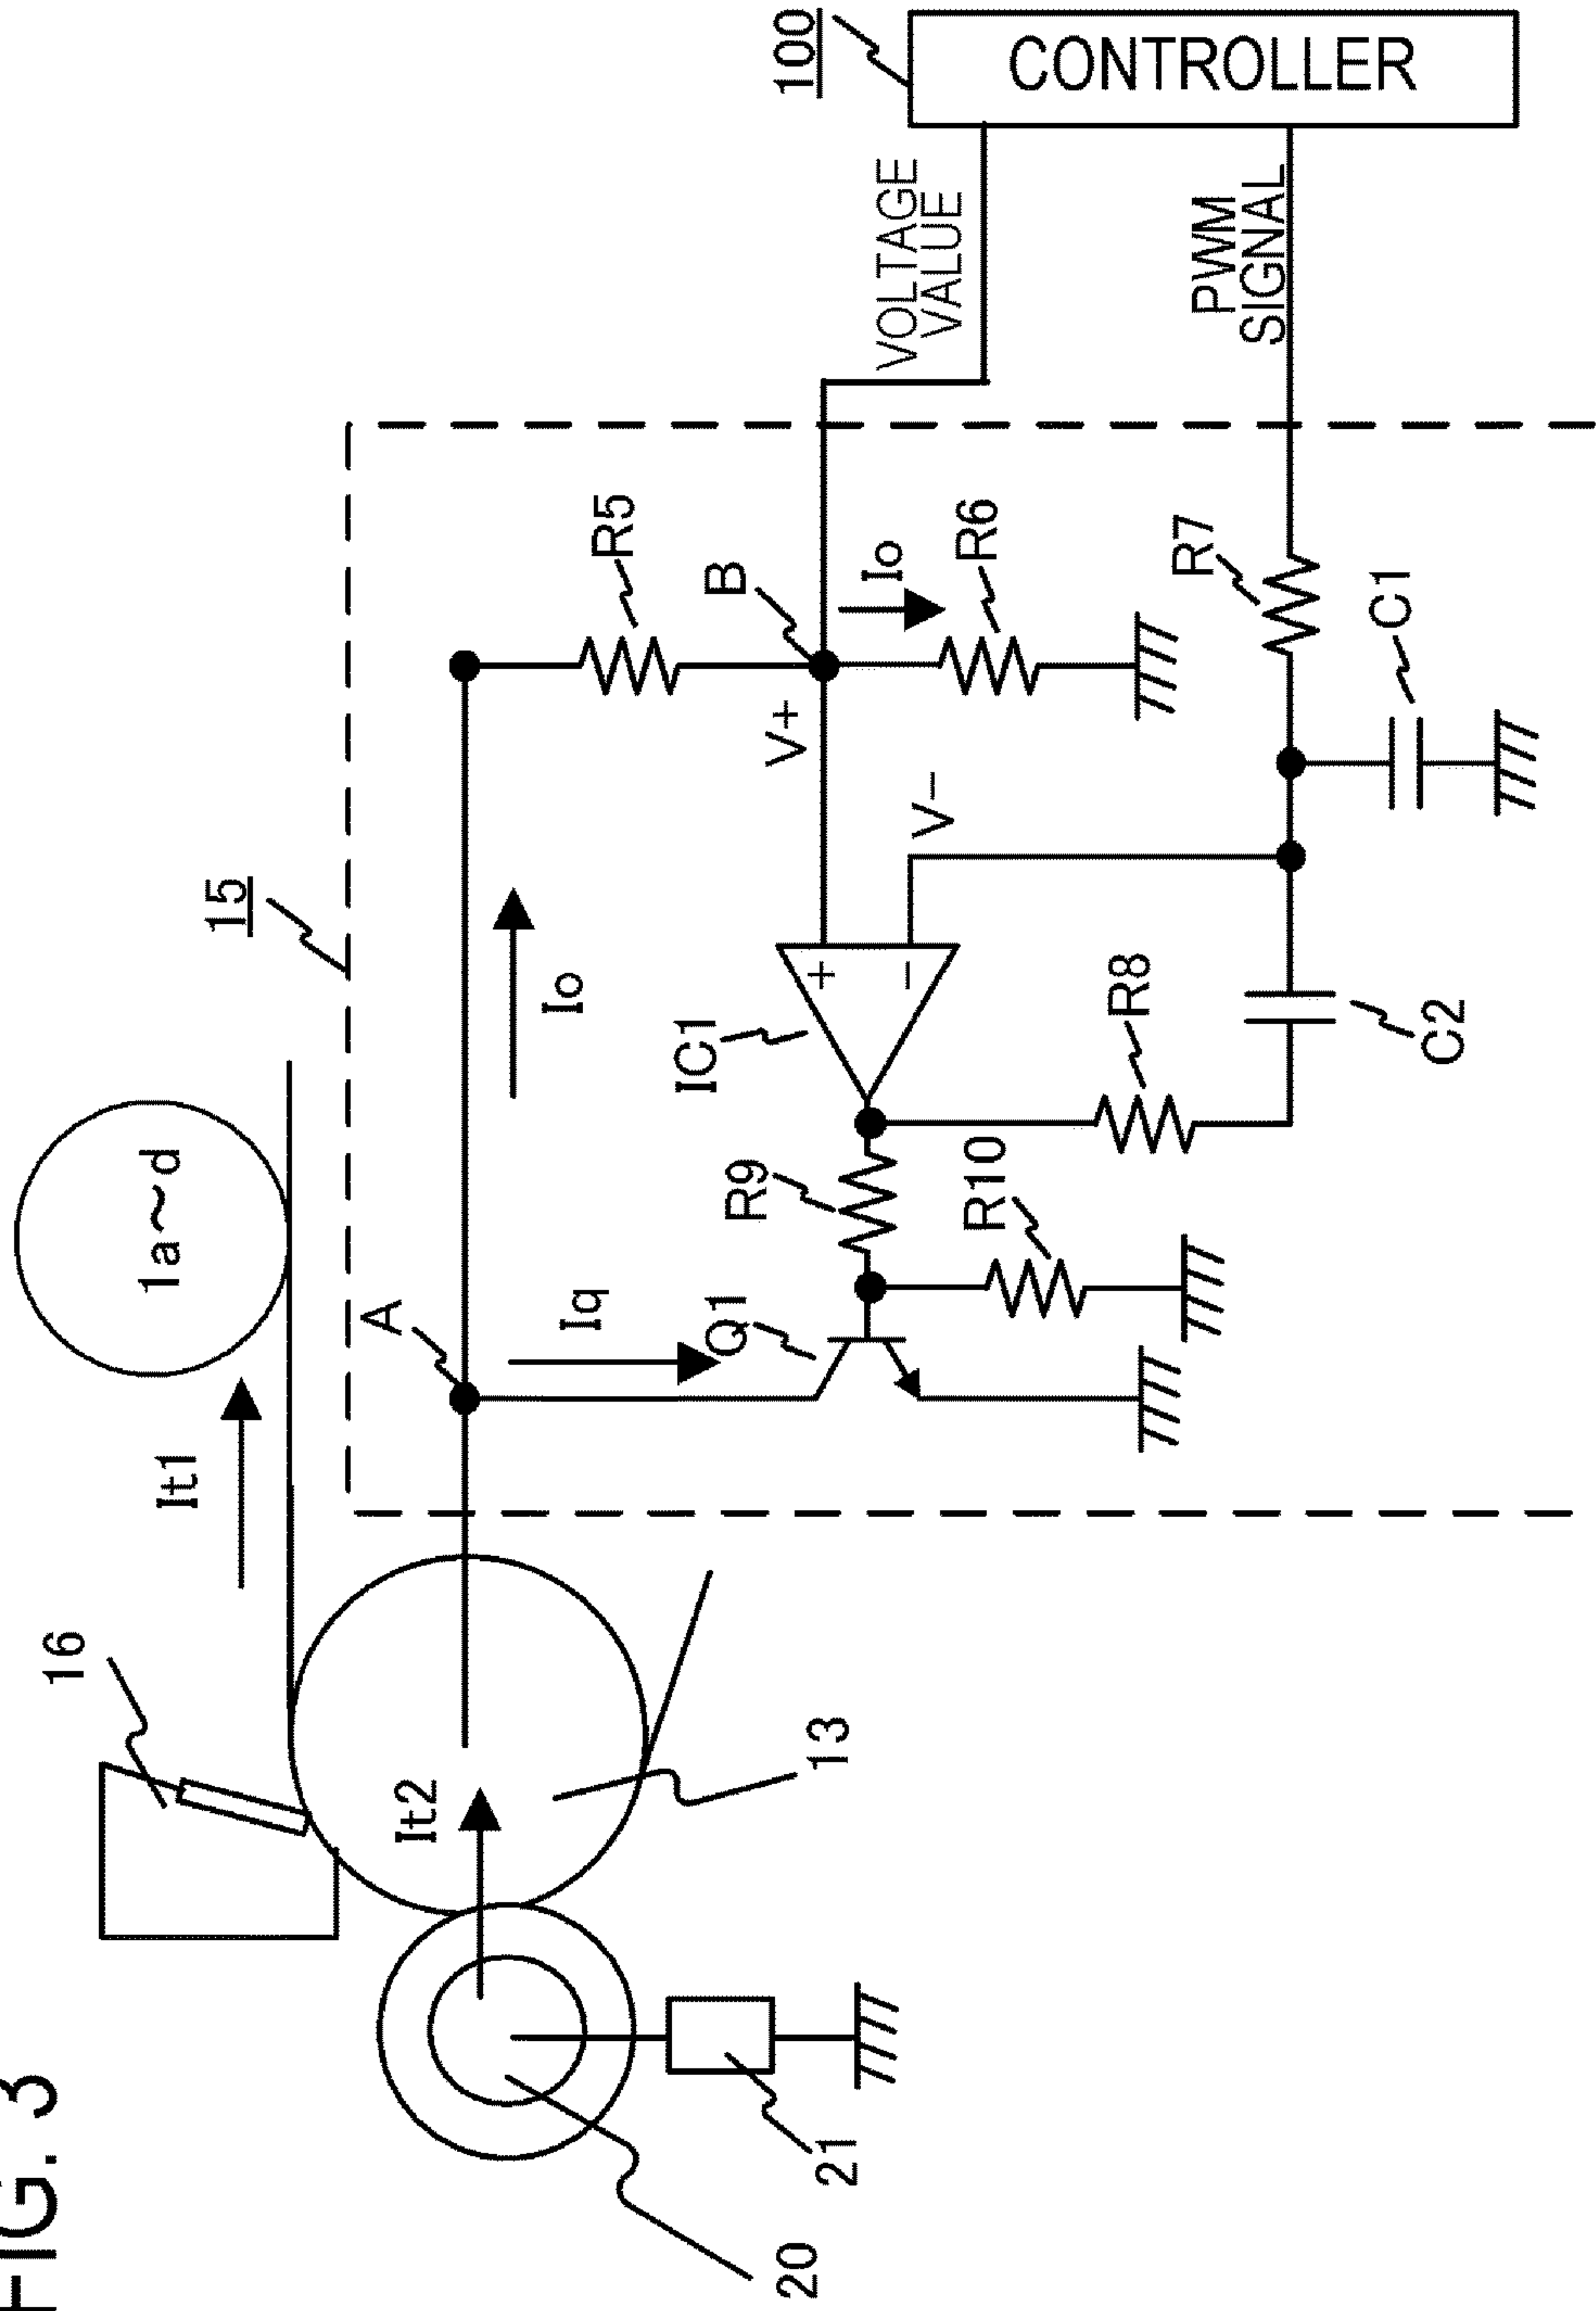 FIG. 3
16
It1
1a~d
15
100
CONTROLLER
VOLTAGE
VALUE
PWM
SIGNAL
It2
A
Io
Iq
Q1
R9
R10
IC1
+
−
V+
V−
B
R5
Io
R6
R7
R8
C1
C2
13
20
21